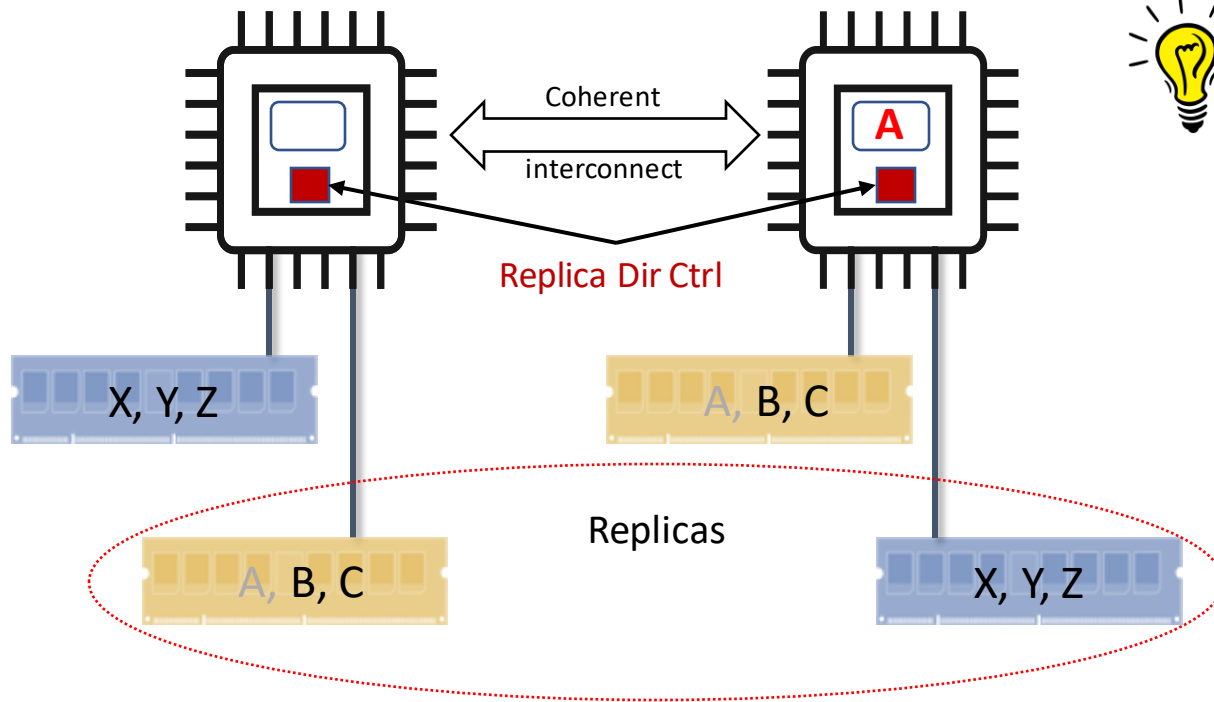 Coherent
interconnect
A
Replica Dir Ctrl
X, Y, Z
A, B, C
Replicas
A, B, C
X, Y, Z